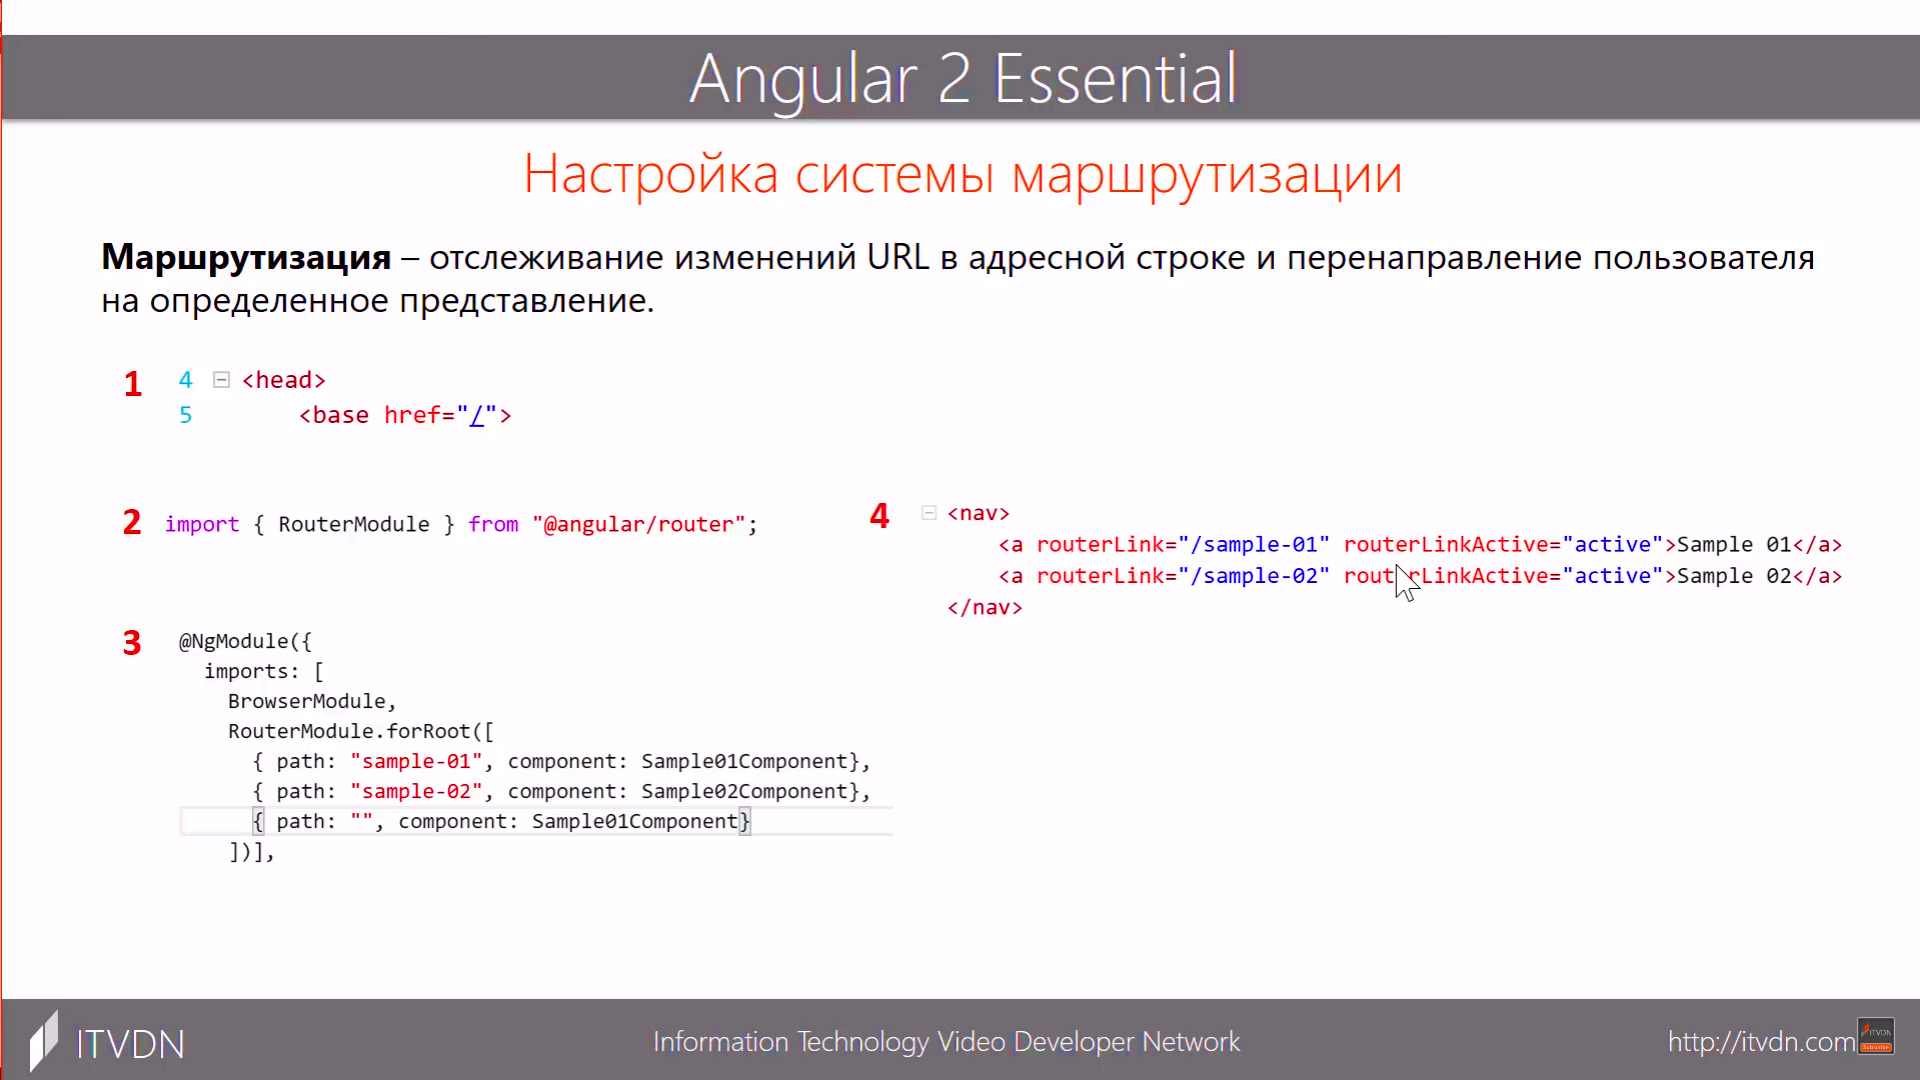 Angular 2 Essential
Настройка системы маршрутизации
Маршрутизация – отслеживание изменений URL в адресной строке и перенаправление пользователя
на определенное представление.
1
4 <head>
5 <base href="/">
2 import { RouterModule } from "@angular/router";
3 @NgModule({
imports: [
BrowserModule,
RouterModule.forRoot([
{ path: "sample-01", component: Sample01Component},
{ path: "sample-02", component: Sample02Component},
{ path: "", component: Sample01Component}
])],
4 <nav>
<a routerLink="/sample-01" routerLinkActive="active">Sample 01</a>
<a routerLink="/sample-02" routerLinkActive="active">Sample 02</a>
</nav>
ITVDN
Information Technology Video Developer Network
http://itvdn.com
ITVDN
Subscribe